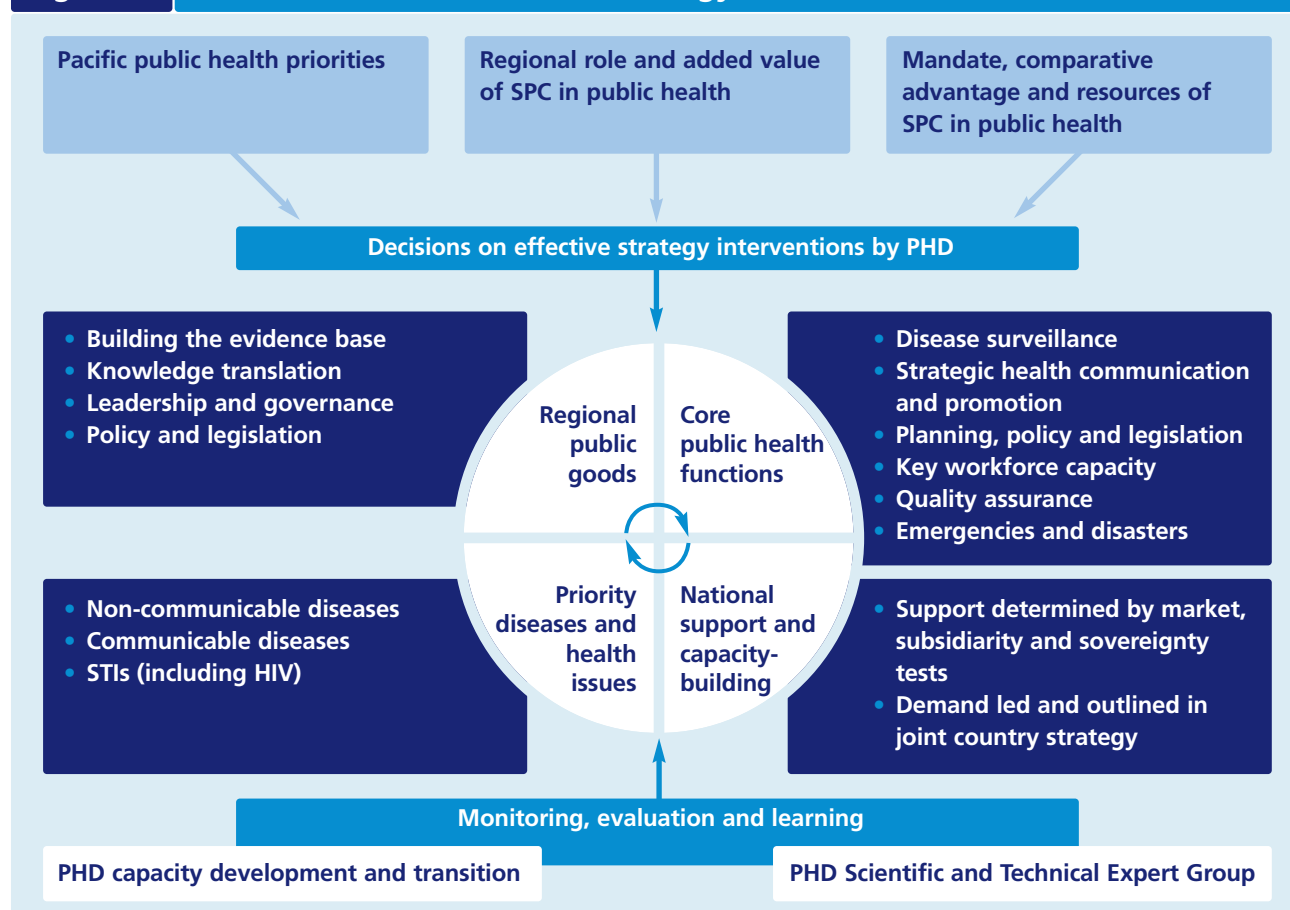 Pacific public health priorities
Regional role and added value
of SPC in public health
Mandate, comparative
advantage and resources of
SPC in public health
Decisions on effective strategy interventions by PHD
• Building the evidence base
• Knowledge translation
• Leadership and governance
• Policy and legislation
Regional
public
goods
Core
public health
functions
• Disease surveillance
• Strategic health communication
and promotion
• Planning, policy and legislation
• Key workforce capacity
• Quality assurance
• Emergencies and disasters
• Non-communicable diseases
• Communicable diseases
• STIs (including HIV)
Priority
diseases and
health
issues
National
support and
capacity-
building
• Support determined by market,
subsidiarity and sovereignty
tests
• Demand led and outlined in
joint country strategy
Monitoring, evaluation and learning
PHD capacity development and transition
PHD Scientific and Technical Expert Group